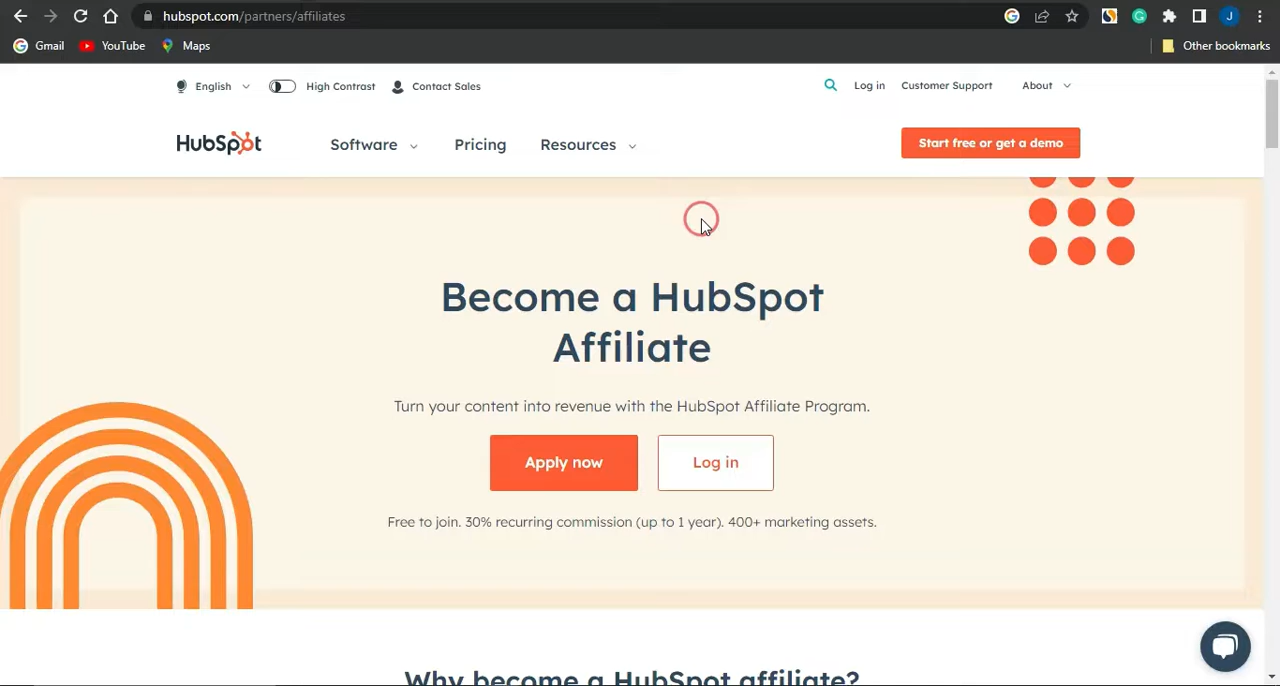 hubspot.com/partners/affiliates
Gmail YouTube Maps Other bookmarks
English High Contrast Contact Sales Log in Customer Support About
HubSpot Software Pricing Resources Start free or get a demo
Become a HubSpot
Affiliate
Turn your content into revenue with the HubSpot Affiliate Program.
Apply now Log in
Free to join. 30% recurring commission (up to 1 year). 400+ marketing assets.
Why become a HubSpot affiliate?